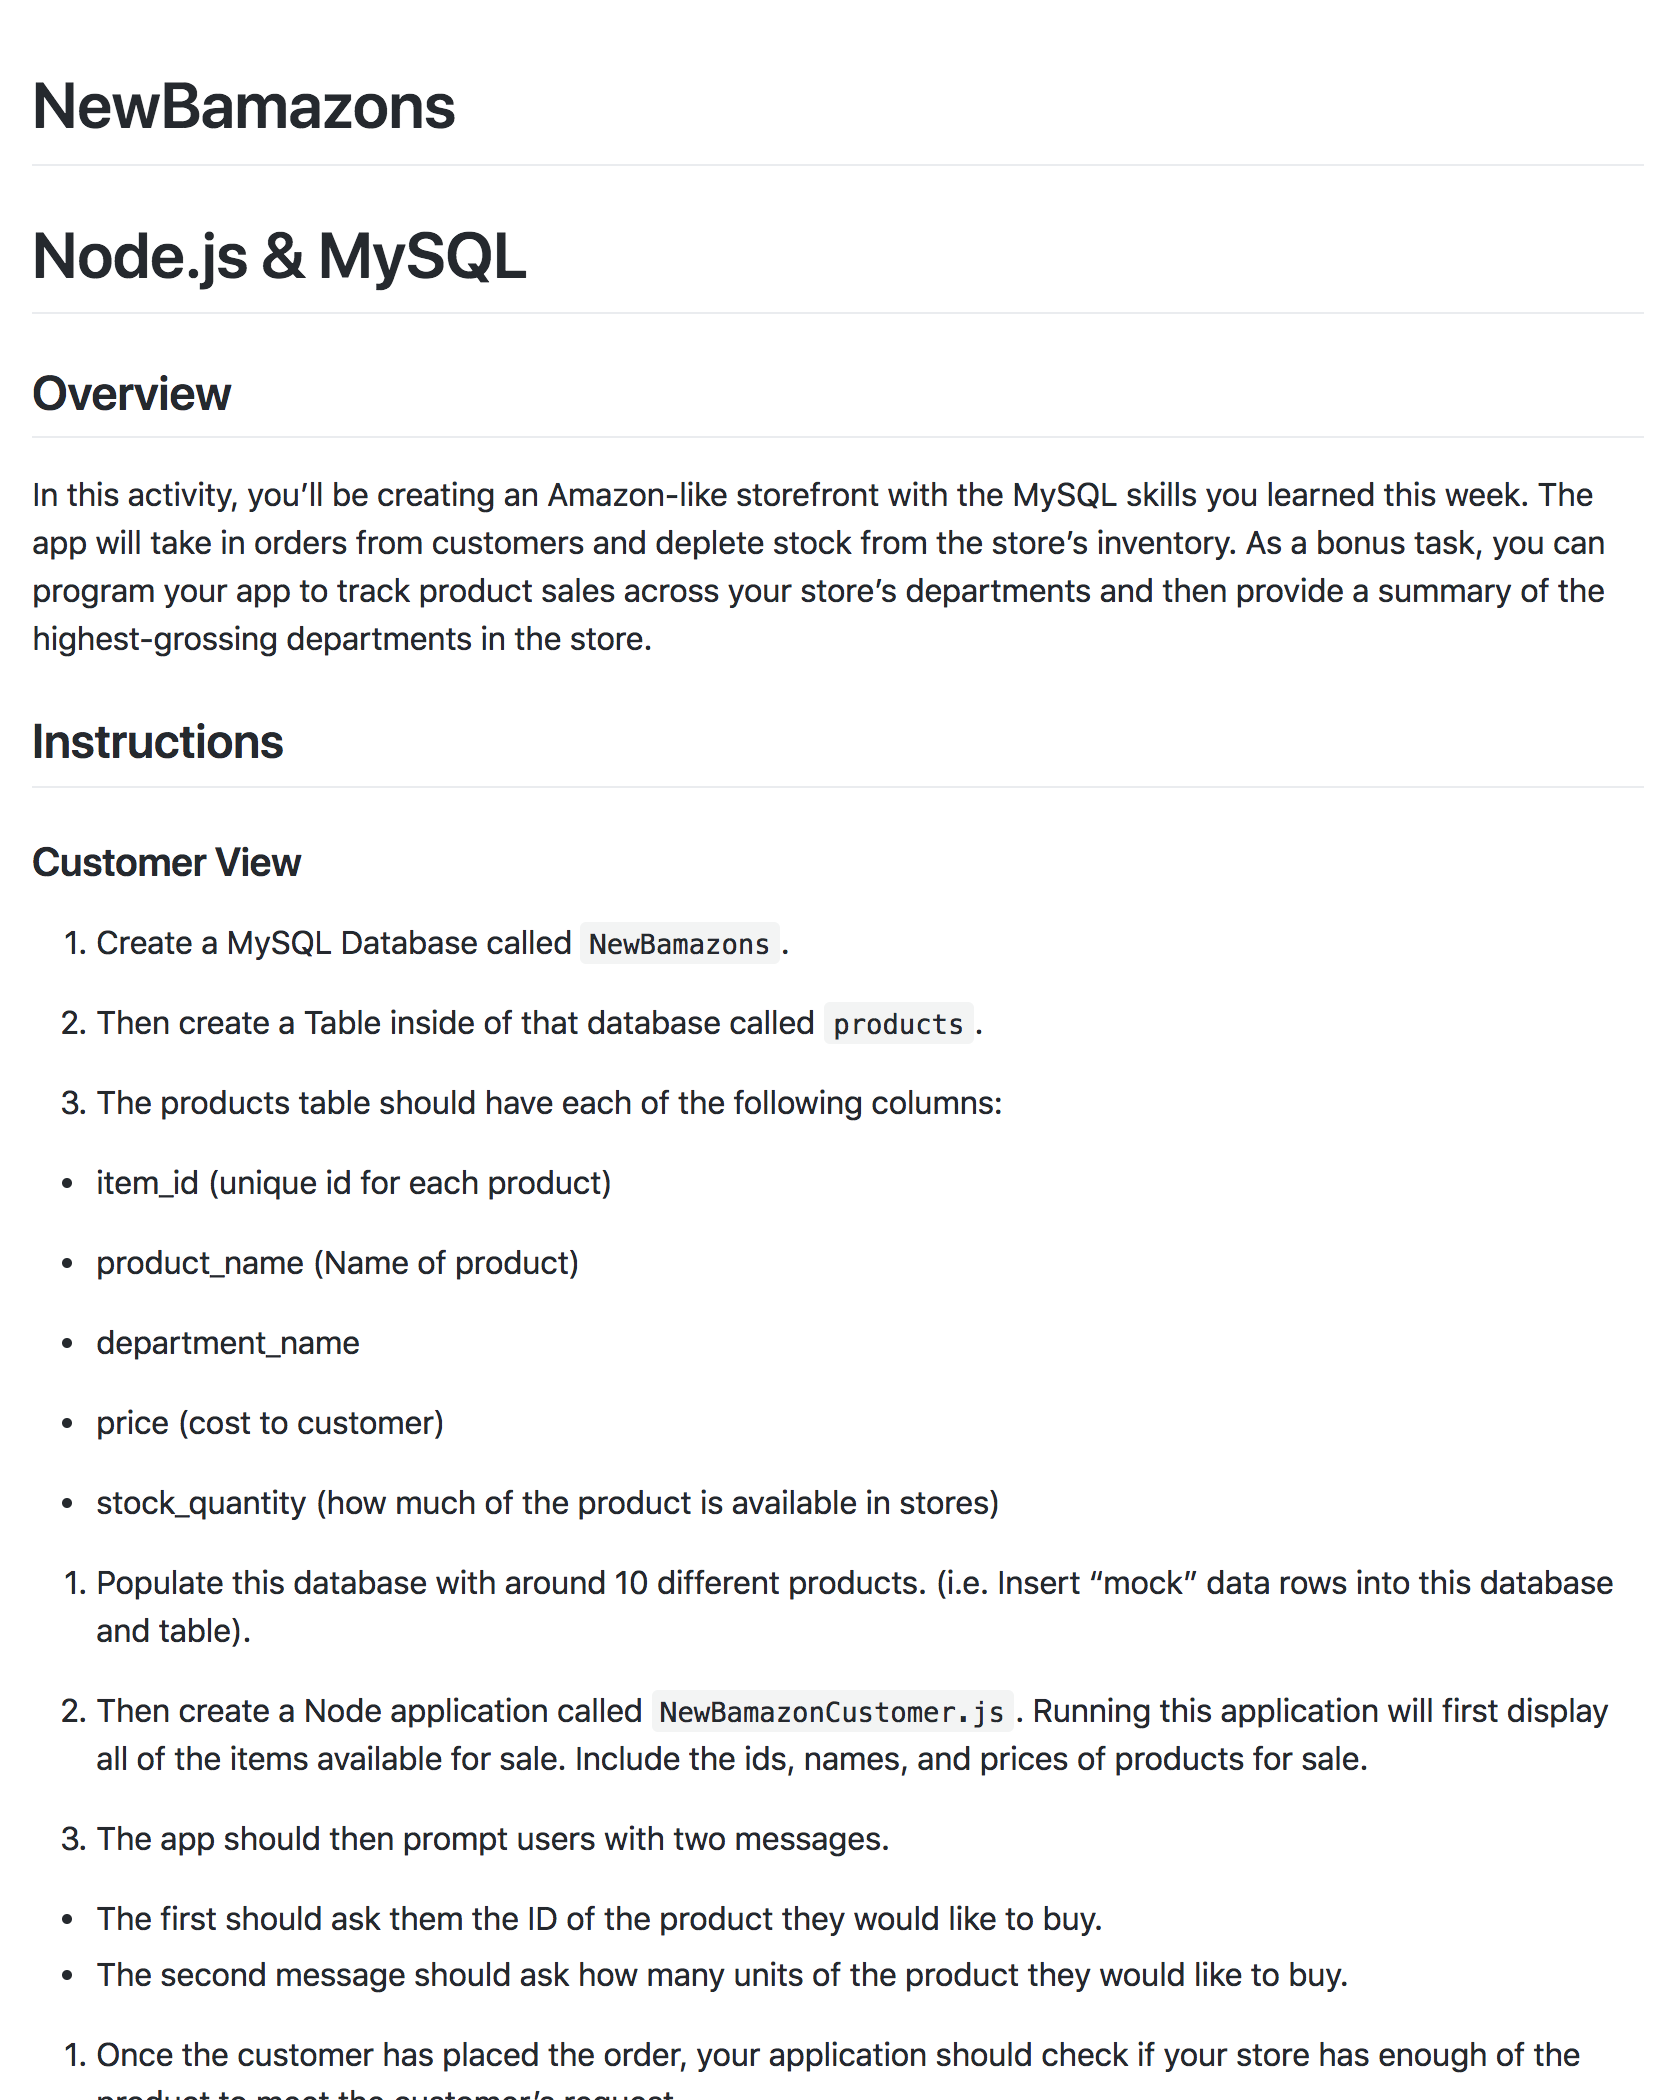 NewBamazons
Node.js & MySQL
Overview
In this activity, you’ll be creating an Amazon-like storefront with the MySQL skills you learned this week. The
app will take in orders from customers and deplete stock from the store’s inventory. As a bonus task, you can
program your app to track product sales across your store’s departments and then provide a summary of the
highest-grossing departments in the store.
Instructions
Customer View
1. Create a MySQL Database called NewBamazons.
2. Then create a Table inside of that database called products.
3. The products table should have each of the following columns:
• item_id (unique id for each product)
• product_name (Name of product)
• department_name
• price (cost to customer)
• stock_quantity (how much of the product is available in stores)
1. Populate this database with around 10 different products. (i.e. Insert “mock” data rows into this database
and table).
2. Then create a Node application called NewBamazonCustomer.js. Running this application will first display
all of the items available for sale. Include the ids, names, and prices of products for sale.
3. The app should then prompt users with two messages.
• The first should ask them the ID of the product they would like to buy.
• The second message should ask how many units of the product they would like to buy.
1. Once the customer has placed the order, your application should check if your store has enough of the
product to meet the customer’s request.